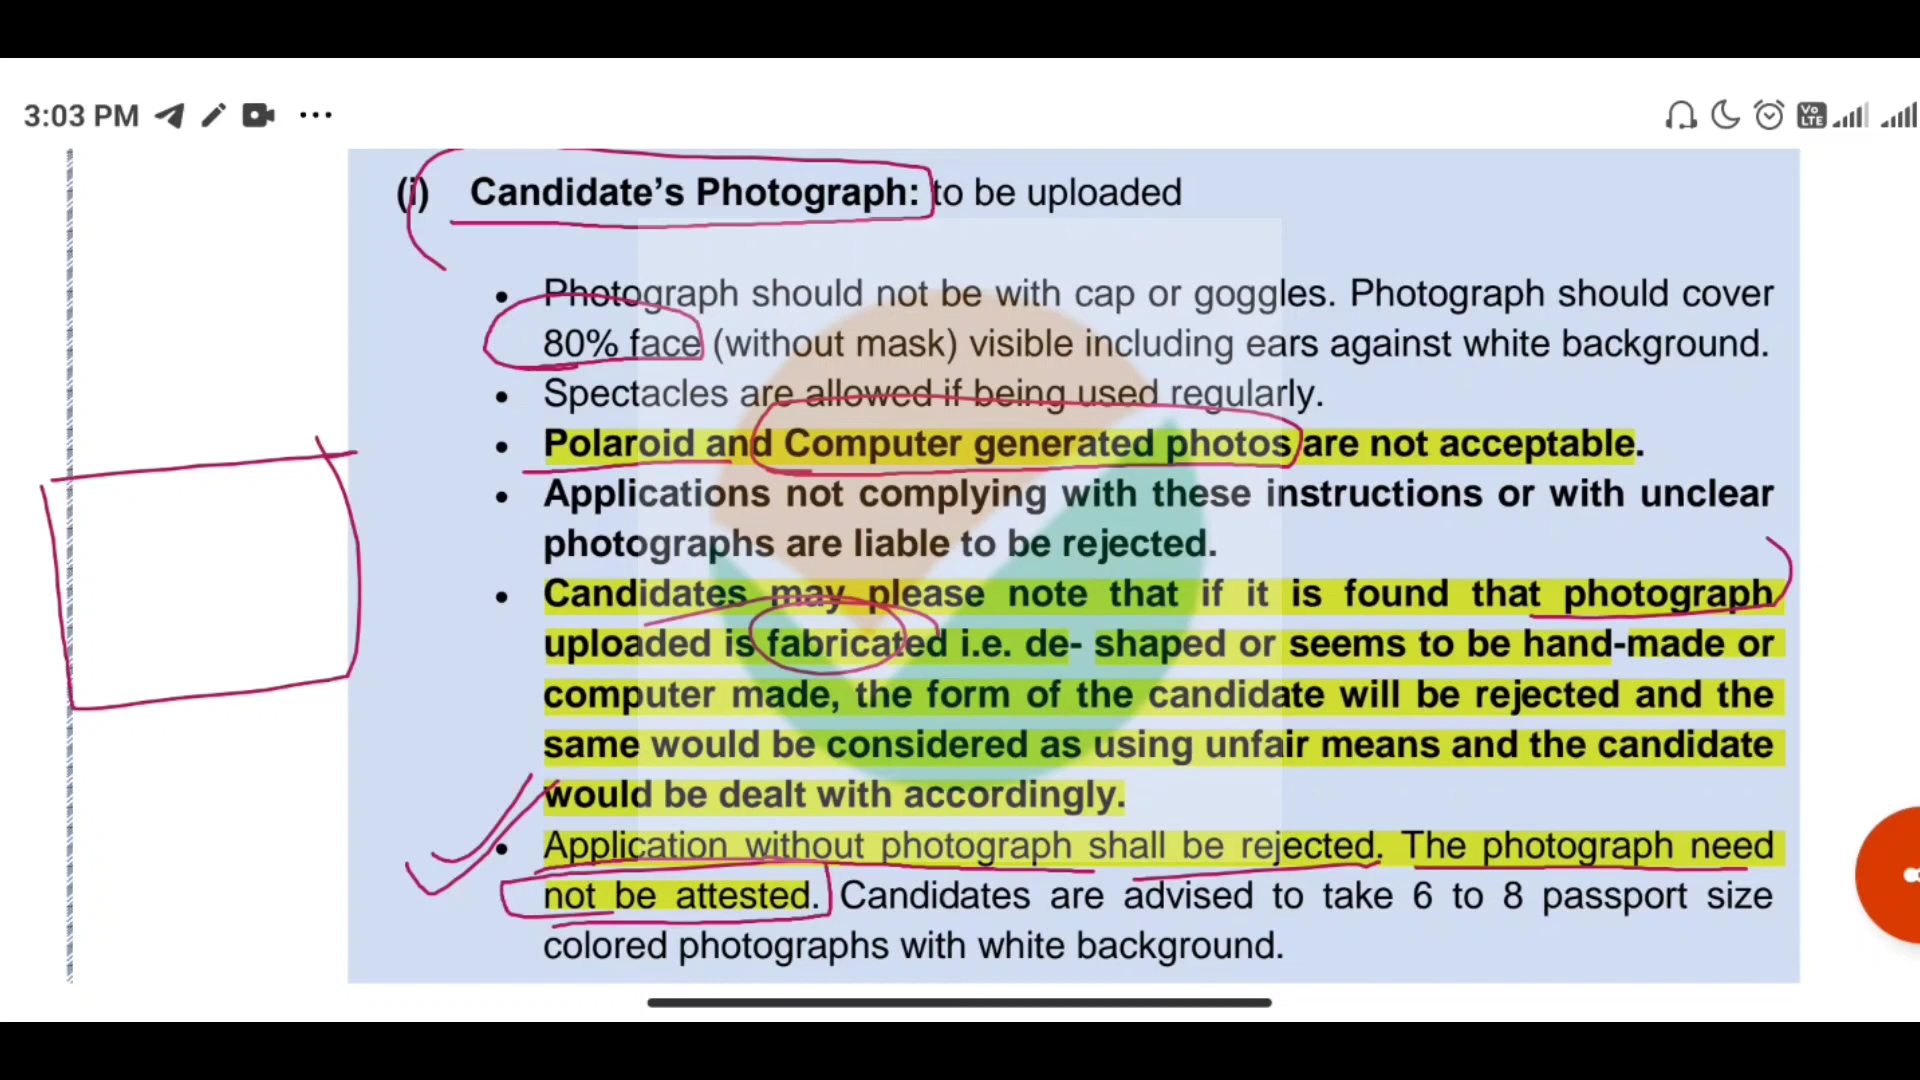 3:03 PM
Vo LTE
(i) Candidate's Photograph: to be uploaded
• Photograph should not be with cap or goggles. Photograph should cover
80% face (without mask) visible including ears against white background.
• Spectacles are allowed if being used regularly.
• Polaroid and Computer generated photos are not acceptable.
• Applications not complying with these instructions or with unclear
photographs are liable to be rejected.
• Candidates may please note that if it is found that photograph
uploaded is fabricated i.e. de- shaped or seems to be hand-made or
computer made, the form of the candidate will be rejected and the
same would be considered as using unfair means and the candidate
would be dealt with accordingly.
• Application without photograph shall be rejected. The photograph need
not be attested. Candidates are advised to take 6 to 8 passport size
colored photographs with white background.